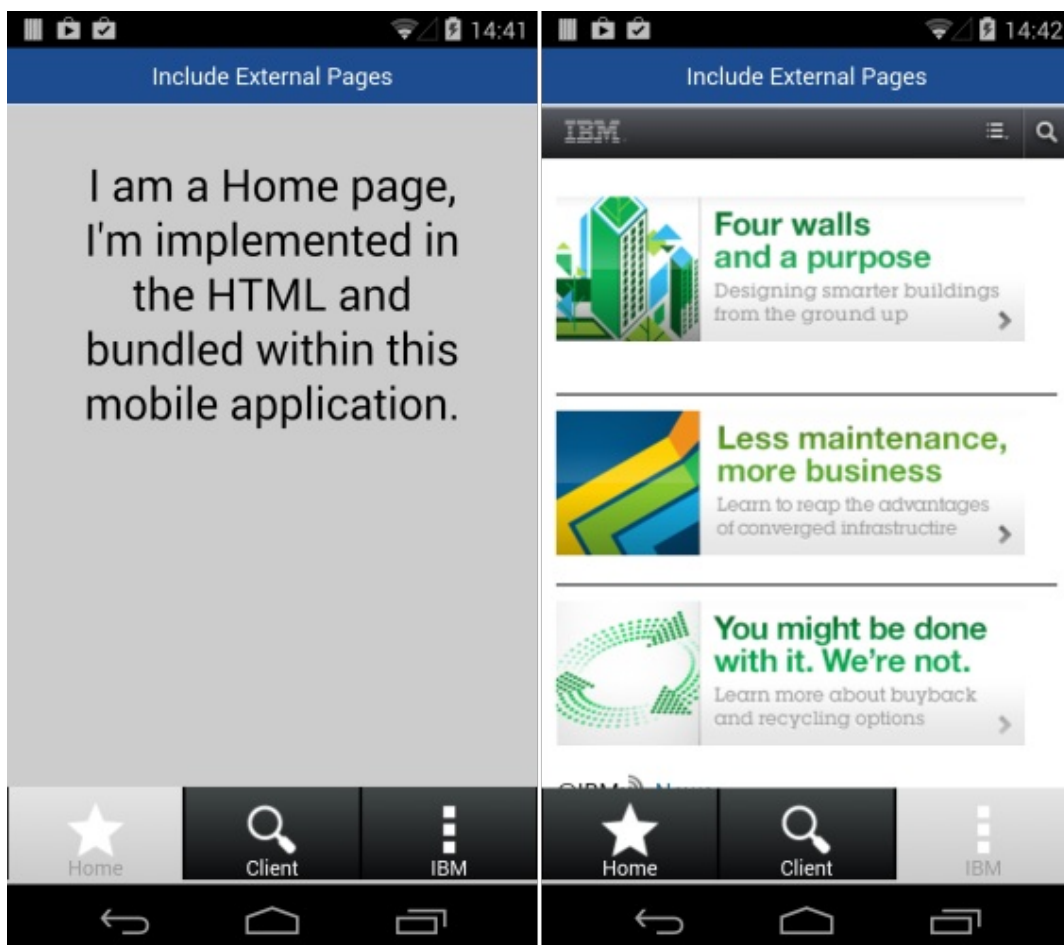 14:41
Include External Pages
I am a Home page,
I'm implemented in
the HTML and
bundled within this
mobile application.
Home
Client
IBM
14:42
Include External Pages
IBM
Four walls
and a purpose
Designing smarter buildings
from the ground up
Less maintenance,
more business
Learn to reap the advantages
of converged infrastructire
You might be done
with it. We're not.
Learn more about buyback
and recycling options
Home
Client
IBM